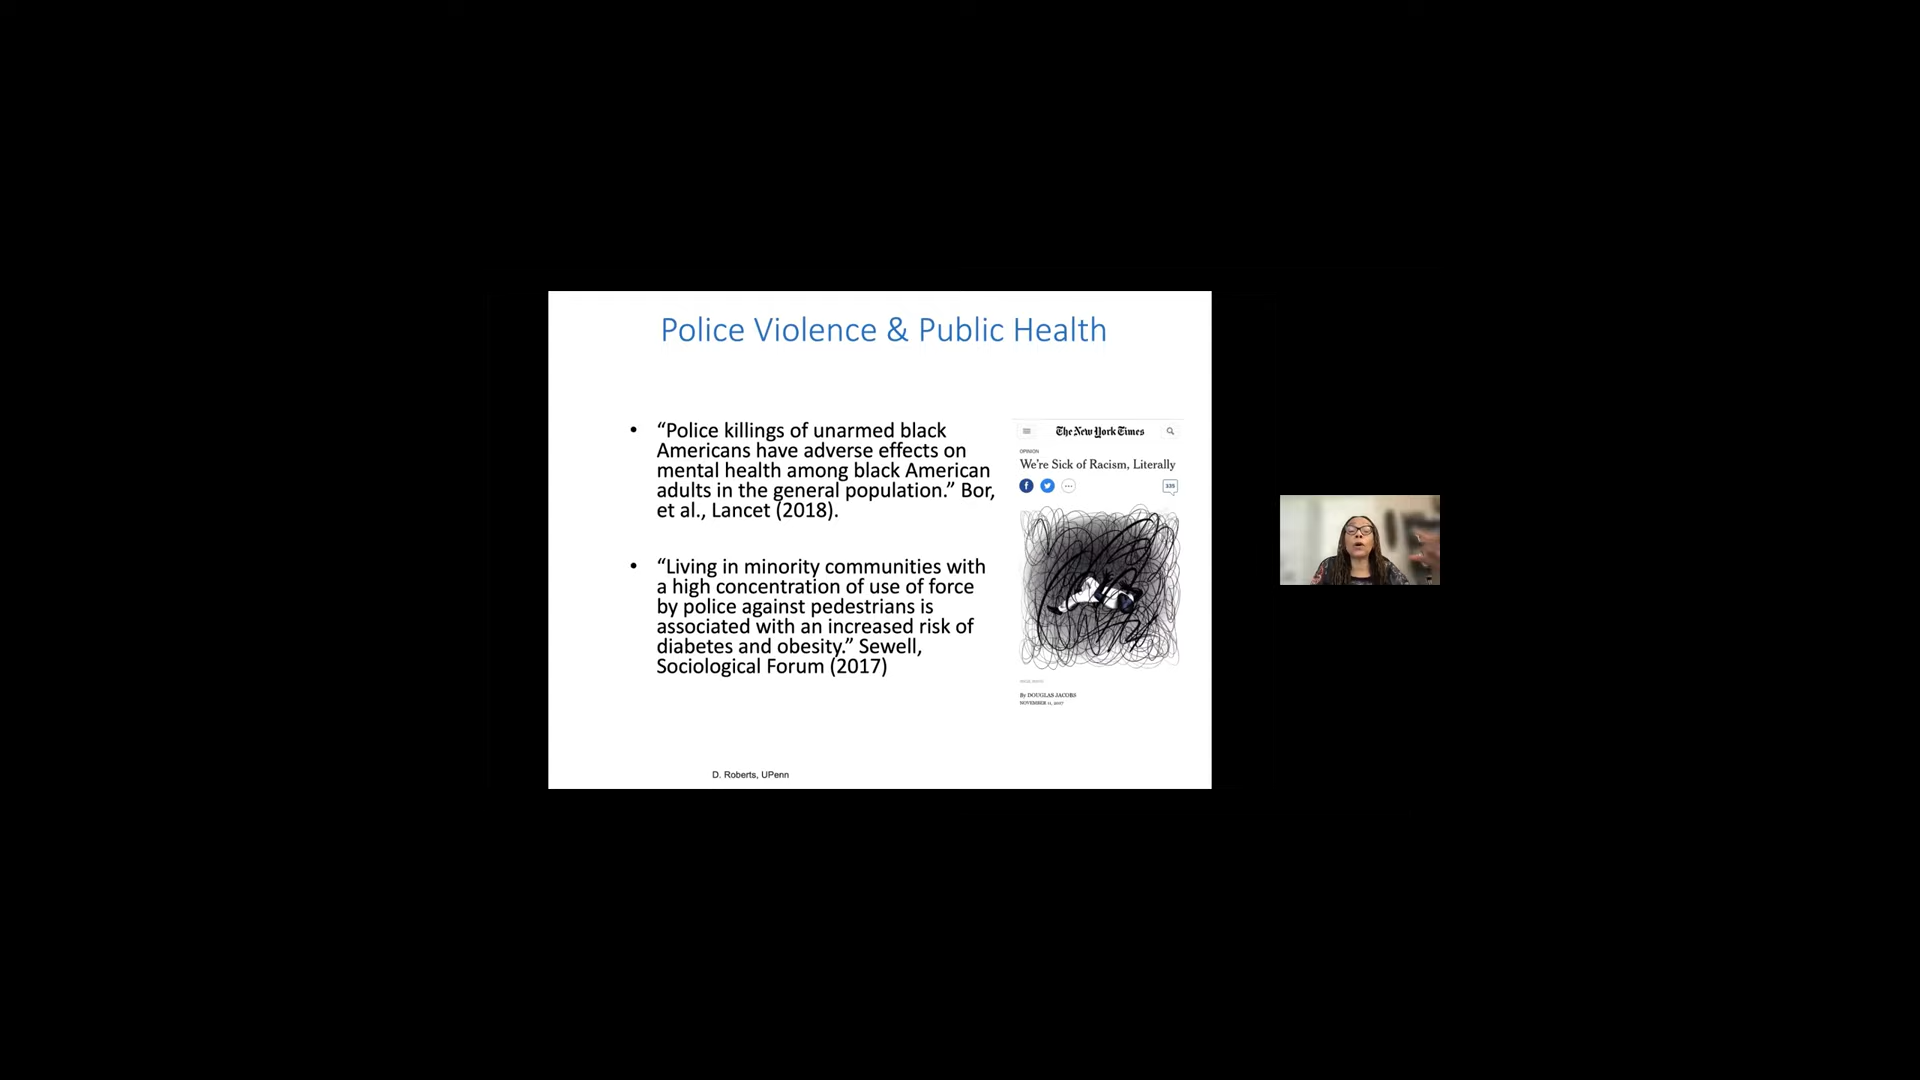 Police Violence & Public Health
• “Police killings of unarmed black
Americans have adverse effects on
mental health among black American
adults in the general population.” Bor,
et al., Lancet (2018).
• “Living in minority communities with
a high concentration of use of force
by police against pedestrians is
associated with an increased risk of
diabetes and obesity.” Sewell,
Sociological Forum (2017)
The New York Times
OPINION
We’re Sick of Racism, Literally
335
By DOUGLAS JACOBS
NOVEMBER 11, 2017
D. Roberts, UPenn